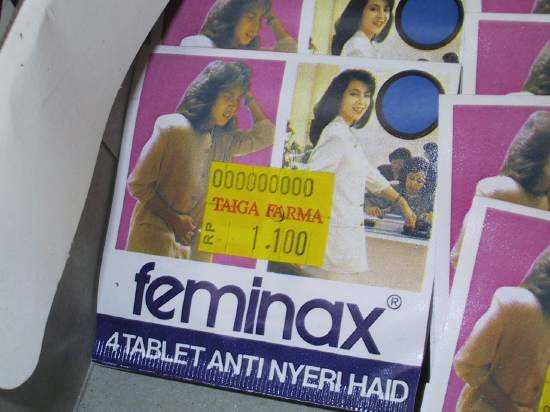 000000000
TAIGA FARMA
RP 1.100
feminax®
4 TABLET ANTI NYERI HAID